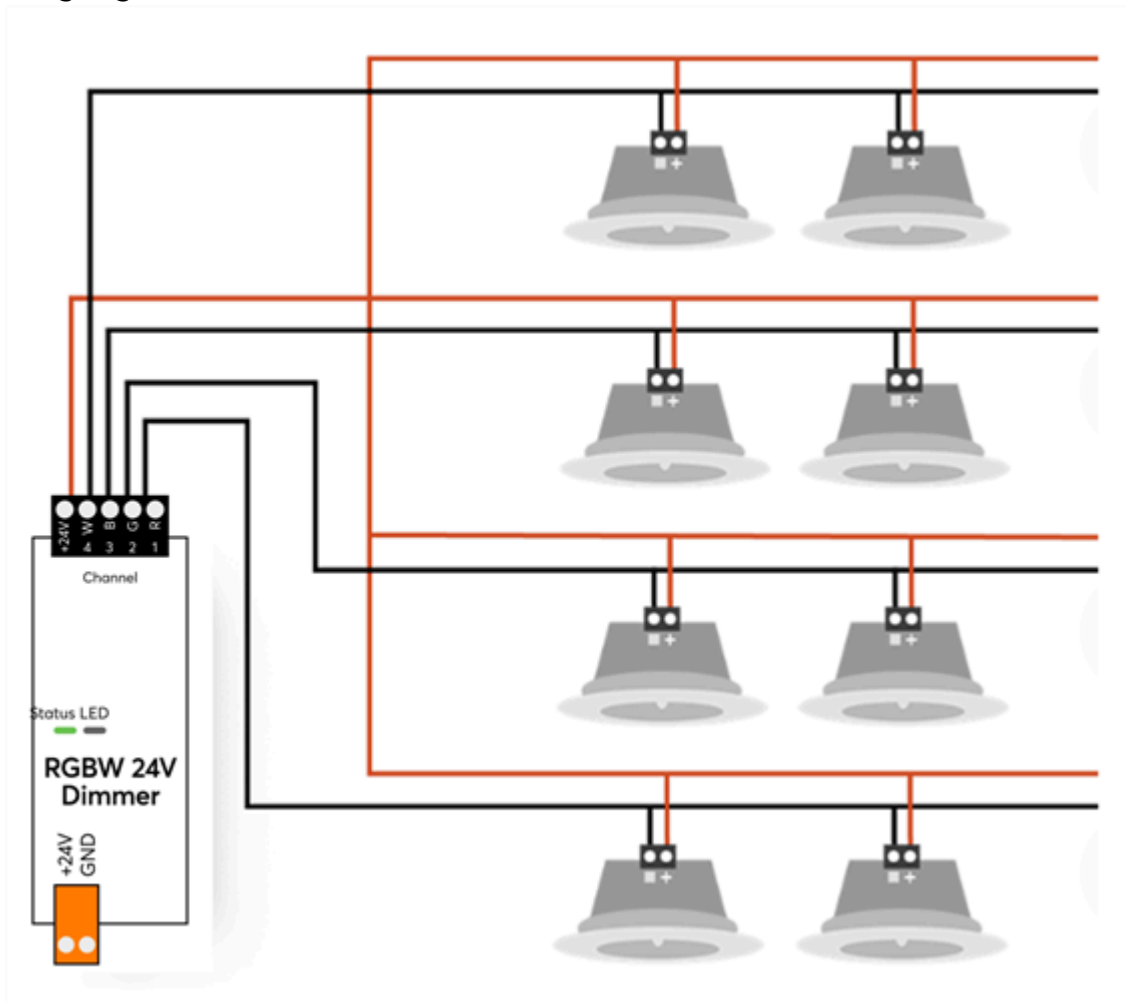 +24V W B G R
4 3 2 1
Channel
Status LED
RGBW 24V
Dimmer
+24V
GND
+
+
+
+
+
+
+
+